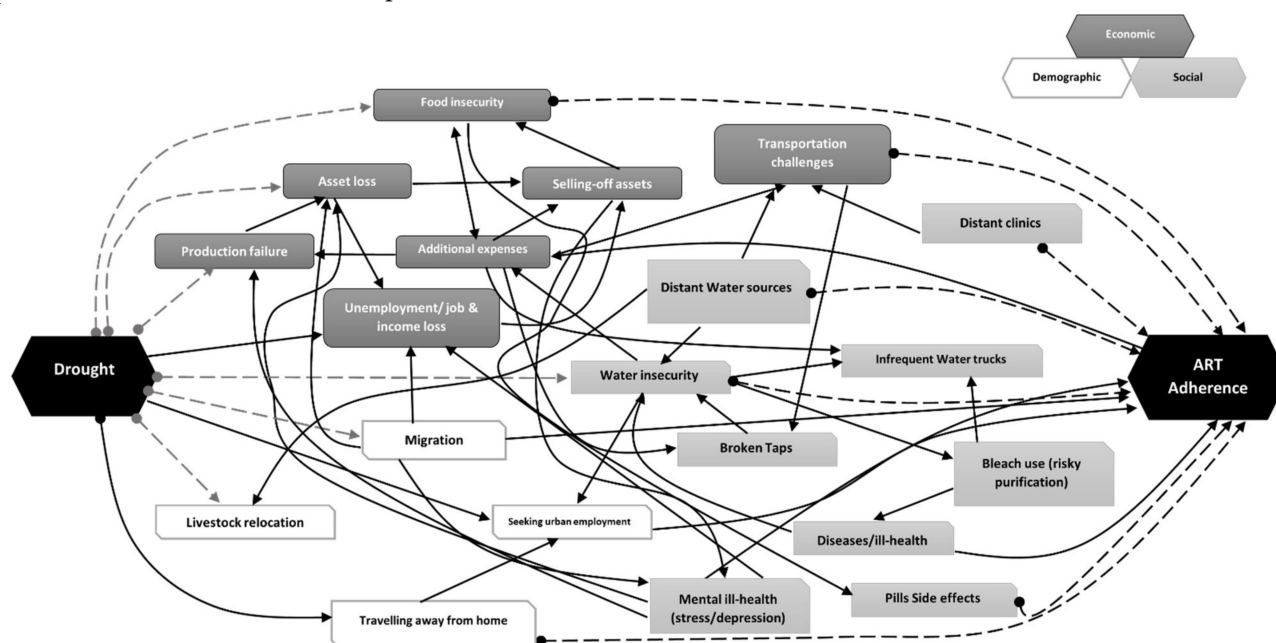 Economic
Demographic
Social
Food insecurity
Transportation
challenges
Asset loss
Selling-off assets
Distant clinics
Production failure
Additional expenses
Distant Water sources
Unemployment/ job &
income loss
Drought
Water insecurity
Infrequent Water trucks
ART
Adherence
Migration
Broken Taps
Bleach use (risky
purification)
Livestock relocation
Seeking urban employment
Diseases/ill-health
Mental ill-health
(stress/depression)
Pills Side effects
Travelling away from home